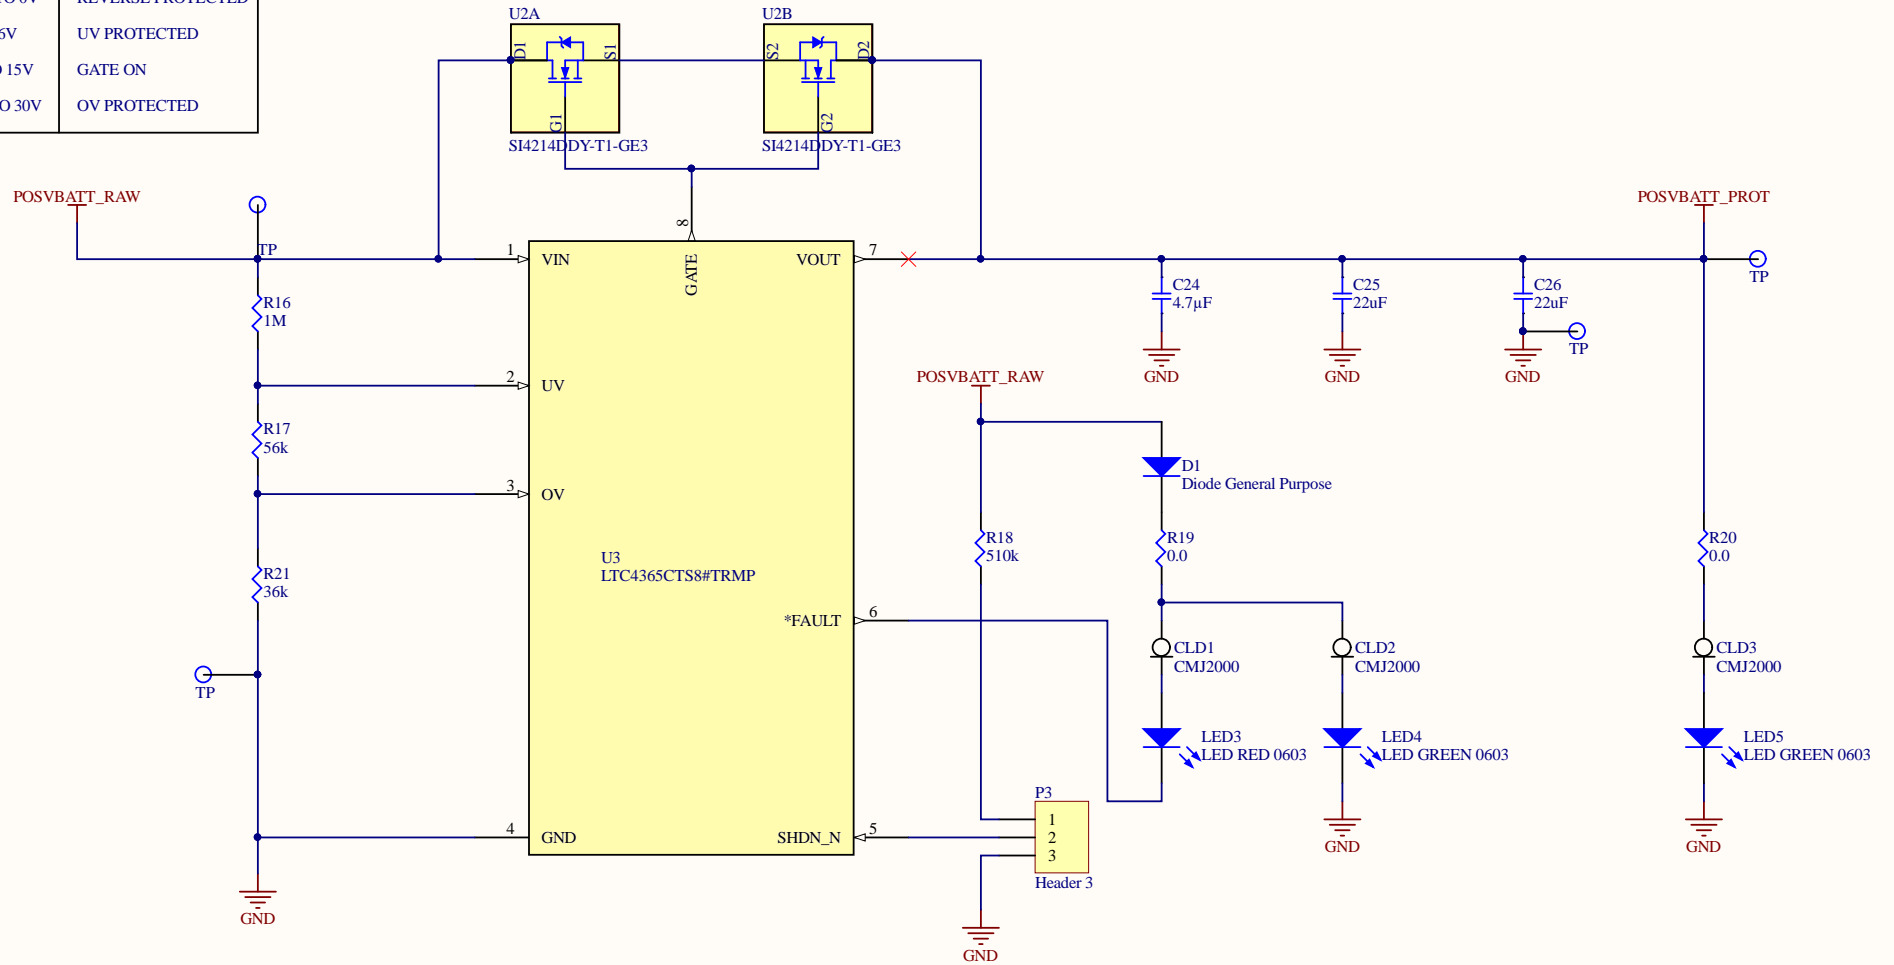 UV PROTECTED
6V
15V
GATE ON
O 30V
OV PROTECTED
U2A
D1
S1
G1
SI4214DDY-T1-GE3
U2B
S2
D2
G2
SI4214DDY-T1-GE3
POSVBATT_RAW
TP
R16
1M
R17
56k
R21
36k
TP
GND
1
VIN
2
UV
3
OV
4
GND
8
GATE
U3
LTC4365CTS8#TRMP
VOUT
7
*FAULT
6
SHDN_N
5
POSVBATT_RAW
R18
510k
D1
Diode General Purpose
R19
0.0
CLD1
CMJ2000
CLD2
CMJ2000
LED3
LED RED 0603
LED4
LED GREEN 0603
GND
P3
1
2
3
Header 3
GND
C24
4.7µF
GND
C25
22uF
GND
C26
22uF
TP
GND
POSVBATT_PROT
TP
R20
0.0
CLD3
CMJ2000
LED5
LED GREEN 0603
GND